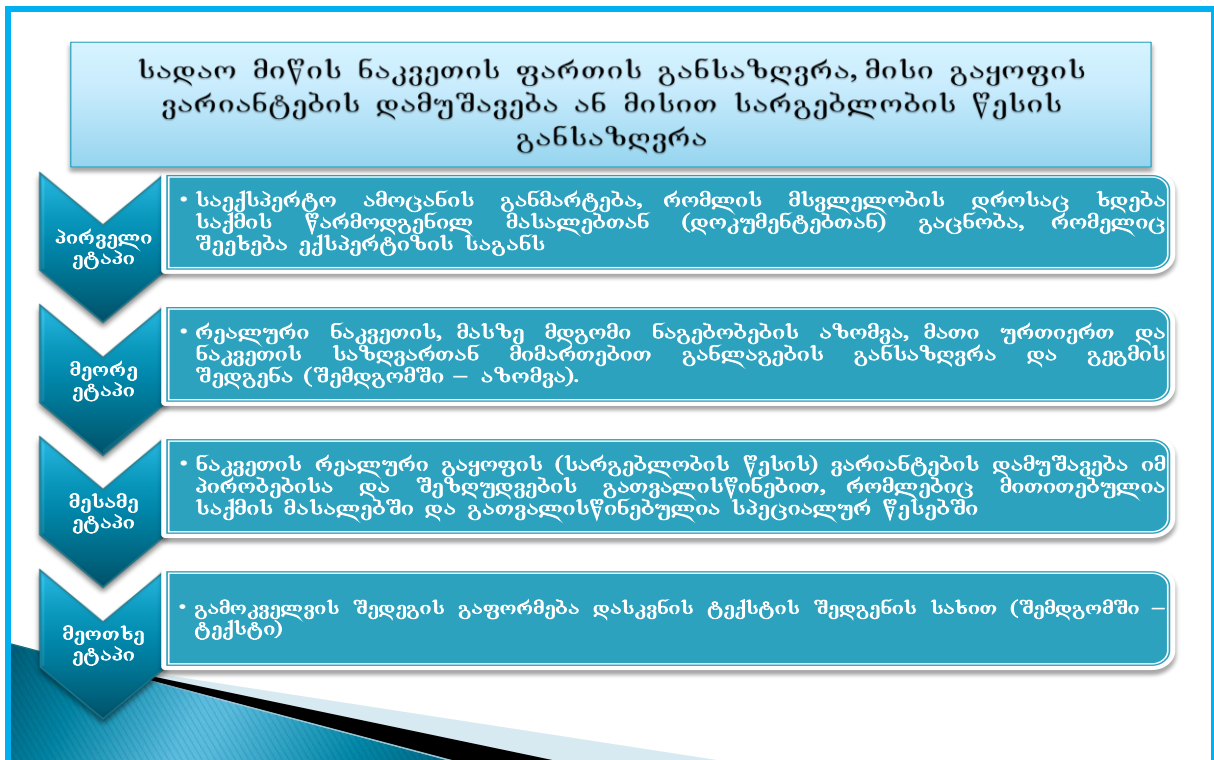 სადაო მიწის ნაკვეთის ფართის განსაზღვრა, მისი გაყოფის
ვარიანტების დამუშავება ან მისით სარგებლობის წესის
განსაზღვრა
პირველი
ეტაპი
• საექსპერტო ამოცანის განმარტება, რომლის მსვლელობის დროსაც ხდება
საქმის წარმოდგენილ მასალებთან (დოკუმენტებთან) გაცნობა, რომელიც
შეეხება ექსპერტიზის საგანს
მეორე
ეტაპი
• რეალური ნაკვეთის, მასზე მდგომი ნაგებობების აზომვა, მათი ურთიერთ და
ნაკვეთის საზღვართან მიმართებით განლაგების განსაზღვრა და გეგმის
შედგენა (შემდგომში – აზომვა).
მესამე
ეტაპი
• ნაკვეთის რეალური გაყოფის (სარგებლობის წესის) ვარიანტების დამუშავება იმ
პირობებისა და შეზღუდვების გათვალისწინებით, რომლებიც მითითებულია
საქმის მასალებში და გათვალისწინებულია სპეციალურ წესებში
მეოთხე
ეტაპი
• გამოკველვის შედეგის გაფორმება დასკვნის ტექსტის შედგენის სახით (შემდგომში –
ტექსტი)